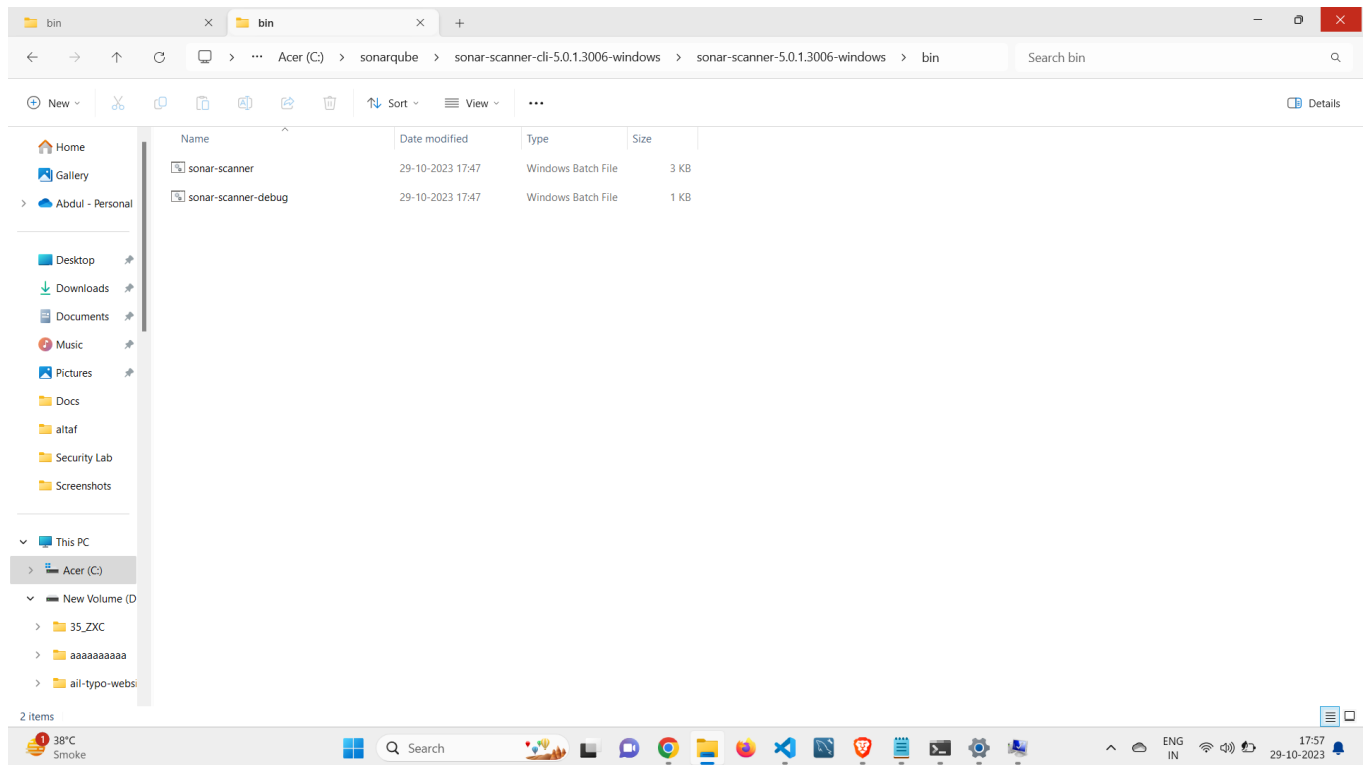 bin
bin
Acer (C:) > sonarqube > sonar-scanner-cli-5.0.1.3006-windows > sonar-scanner-5.0.1.3006-windows > bin
Search bin
New
Sort
View
Details
Name Date modified Type Size
sonar-scanner 29-10-2023 17:47 Windows Batch File 3 KB
sonar-scanner-debug 29-10-2023 17:47 Windows Batch File 1 KB
Home
Gallery
Abdul - Personal
Desktop
Downloads
Documents
Music
Pictures
Docs
altaf
Security Lab
Screenshots
This PC
Acer (C:)
New Volume (D
35_ZXC
aaaaaaaaaa
ail-typo-websi
2 items
1
38°C
Smoke
Search
ENG
IN
17:57
29-10-2023